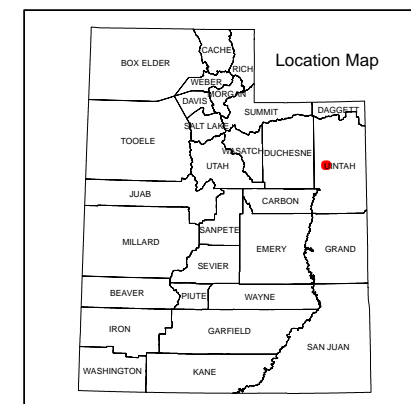 Location Map
BOX ELDER
CACHE
RICH
WEBER
MORGAN
DAVIS
SUMMIT
DAGGETT
SALT LAKE
TOOELE
WASATCH
DUCHESNE
UINTAH
UTAH
JUAB
CARBON
SANPETE
MILLARD
EMERY
GRAND
SEVIER
BEAVER
PIUTE
WAYNE
IRON
GARFIELD
SAN JUAN
WASHINGTON
KANE